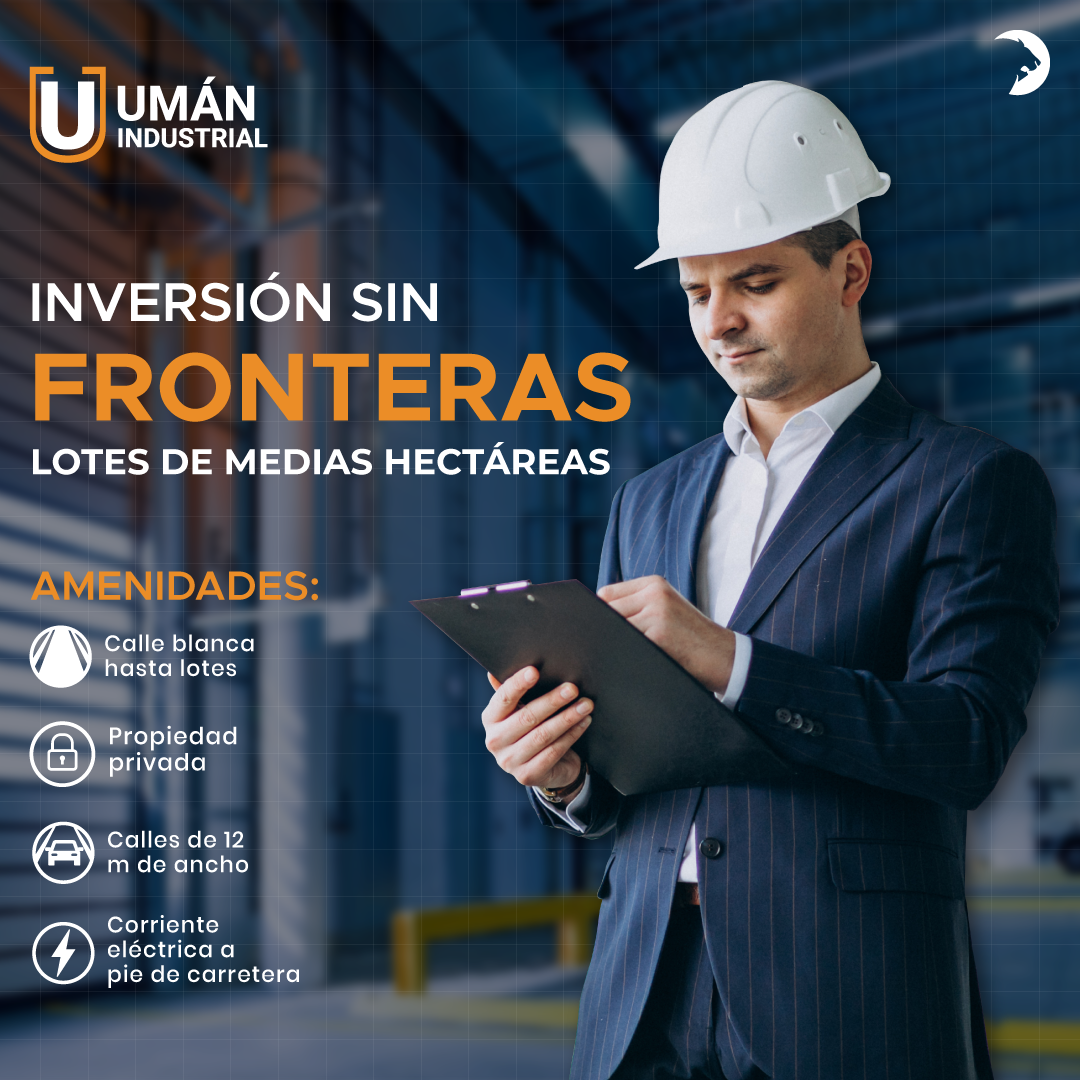 U UMÁN
INDUSTRIAL
INVERSIÓN SIN
FRONTERAS
LOTES DE MEDIAS HECTÁREAS
AMENIDADES:
Calle blanca
hasta lotes
Propiedad
privada
Calles de 12
m de ancho
Corriente
eléctrica a
pie de carretera